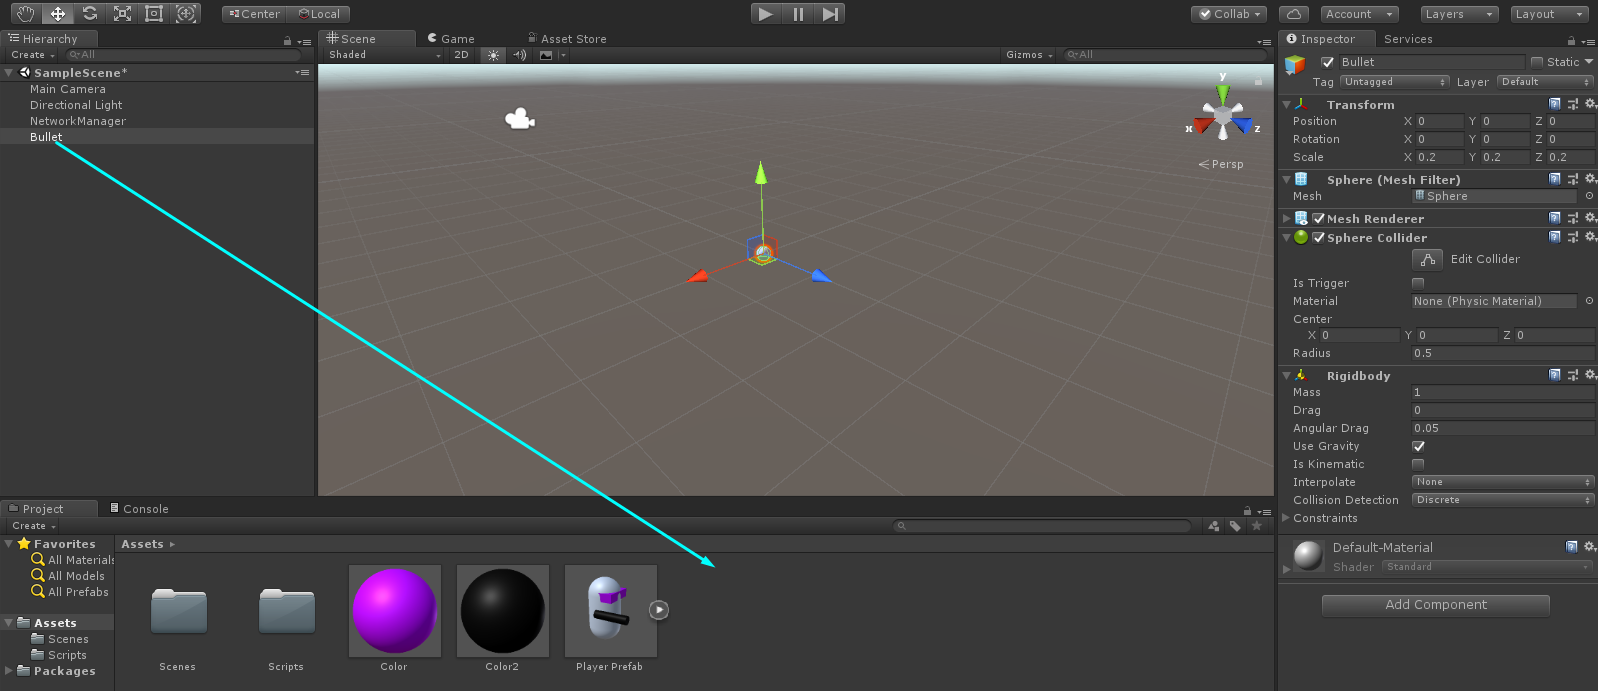 Center Local
Collab
Account
Layers
Layout
Hierarchy
Create All
SampleScene*
Main Camera
Directional Light
NetworkManager
Bullet
Scene
Game
Asset Store
Shaded 2D Gizmos All
y
x z
Persp
Inspector Services
Bullet Static
Tag Untagged Layer Default
Transform
Position X 0 Y 0 Z 0
Rotation X 0 Y 0 Z 0
Scale X 0.2 Y 0.2 Z 0.2
Sphere (Mesh Filter)
Mesh Sphere
Mesh Renderer
Sphere Collider
Edit Collider
Is Trigger
Material None (Physic Material)
Center
X 0 Y 0 Z 0
Radius 0.5
Rigidbody
Mass 1
Drag 0
Angular Drag 0.05
Use Gravity
Is Kinematic
Interpolate None
Collision Detection Discrete
Constraints
Default-Material
Shader Standard
Add Component
Project Console
Create
Favorites
All Materials
All Models
All Prefabs
Assets
Scenes
Scripts
Packages
Assets
Scenes
Scripts
Color
Color2
Player Prefab